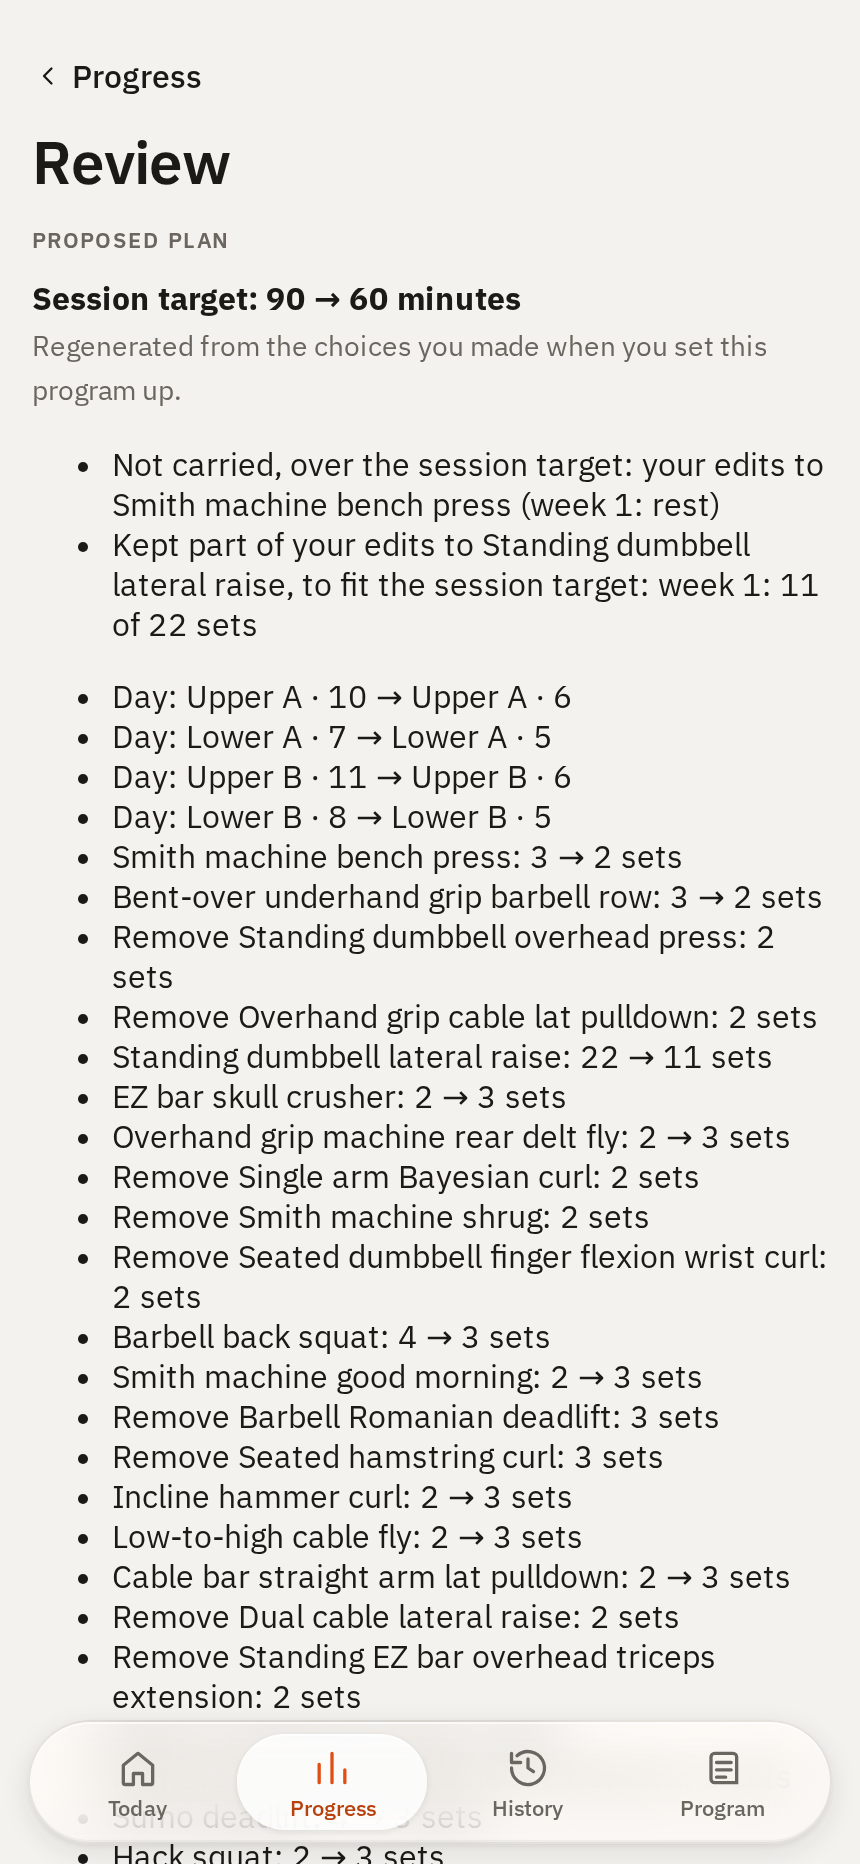 Progress
Review
PROPOSED PLAN
Session target: 90 → 60 minutes
Regenerated from the choices you made when you set this
program up.
• Not carried, over the session target: your edits to
Smith machine bench press (week 1: rest)
• Kept part of your edits to Standing dumbbell
lateral raise, to fit the session target: week 1: 11
of 22 sets
• Day: Upper A · 10 → Upper A · 6
• Day: Lower A · 7 → Lower A · 5
• Day: Upper B · 11 → Upper B · 6
• Day: Lower B · 8 → Lower B · 5
• Smith machine bench press: 3 → 2 sets
• Bent-over underhand grip barbell row: 3 → 2 sets
• Remove Standing dumbbell overhead press: 2
sets
• Remove Overhand grip cable lat pulldown: 2 sets
• Standing dumbbell lateral raise: 22 → 11 sets
• EZ bar skull crusher: 2 → 3 sets
• Overhand grip machine rear delt fly: 2 → 3 sets
• Remove Single arm Bayesian curl: 2 sets
• Remove Smith machine shrug: 2 sets
• Remove Seated dumbbell finger flexion wrist curl:
2 sets
• Barbell back squat: 4 → 3 sets
• Smith machine good morning: 2 → 3 sets
• Remove Barbell Romanian deadlift: 3 sets
• Remove Seated hamstring curl: 3 sets
• Incline hammer curl: 2 → 3 sets
• Low-to-high cable fly: 2 → 3 sets
• Cable bar straight arm lat pulldown: 2 → 3 sets
• Remove Dual cable lateral raise: 2 sets
• Remove Standing EZ bar overhead triceps
extension: 2 sets
• Sumo 3 sets
Today Progress History Program
• Hack squat: 2 → 3 sets